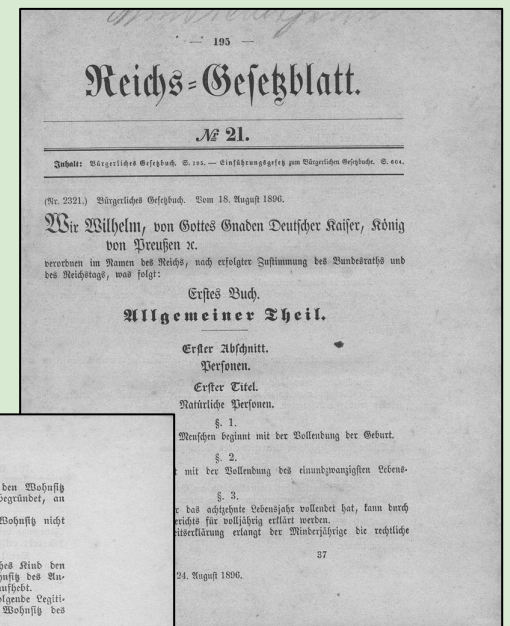 — 195 —
Reichs-Gesetzblatt.
№ 21.
Inhalt: Bürgerliches Gesetzbuch. S. 195. — Einführungsgesetz zum Bürgerlichen Gesetzbuche. S. 604.
(Nr. 2321.) Bürgerliches Gesetzbuch. Vom 18. August 1896.
Wir Wilhelm, von Gottes Gnaden Deutscher Kaiser, König
von Preußen ꝛc.
verordnen im Namen des Reichs, nach erfolgter Zustimmung des Bundesraths und
des Reichstags, was folgt:
Erstes Buch.
Allgemeiner Theil.
Erster Abschnitt.
Personen.
Erster Titel.
Natürliche Personen.
§. 1.
Menschen beginnt mit der Vollendung der Geburt.
§. 2.
mit der Vollendung des einundzwanzigsten Lebens-
§. 3.
das achtzehnte Lebensjahr vollendet hat, kann durch
erichts für volljährig erklärt werden.
eitserklärung erlangt der Minderjährige die rechtliche
37
24. August 1896.
den Wohnsitz
begründet, an
Wohnsitz nicht
hes Kind den
hnsitz des An-
aufhebt.
olgende Legiti-
Wohnsitz des